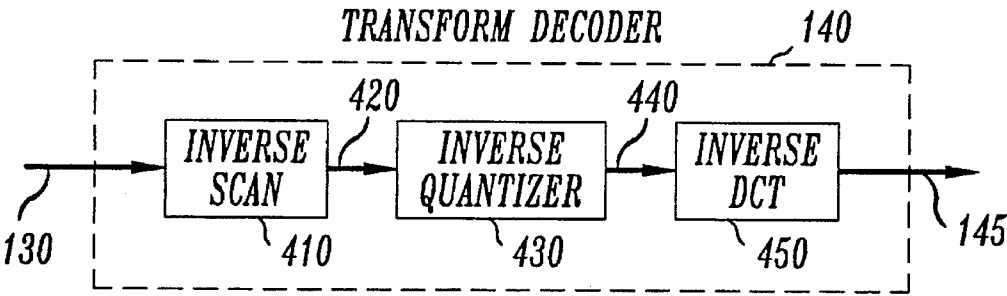 TRANSFORM DECODER
140
420
440
INVERSE
SCAN
INVERSE
QUANTIZER
INVERSE
DCT
130
410
430
450
145